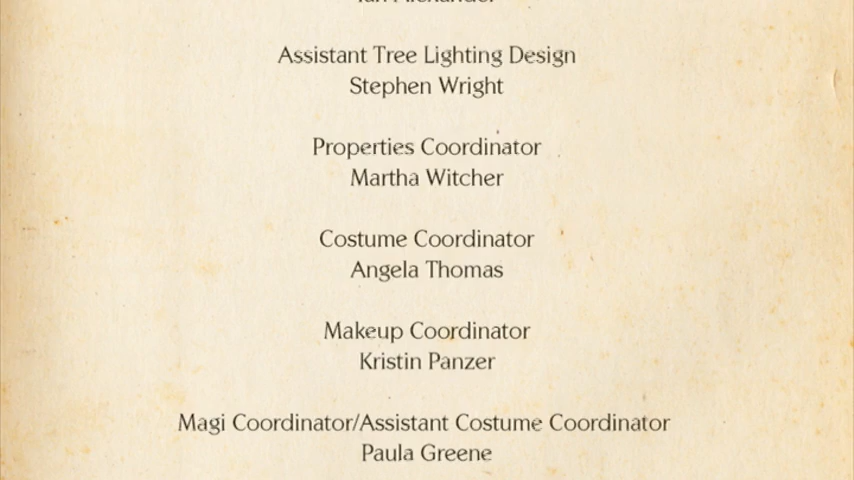 Assistant Tree Lighting Design
Stephen Wright
Properties Coordinator
Martha Witcher
Costume Coordinator
Angela Thomas
Makeup Coordinator
Kristin Panzer
Magi Coordinator/Assistant Costume Coordinator
Paula Greene